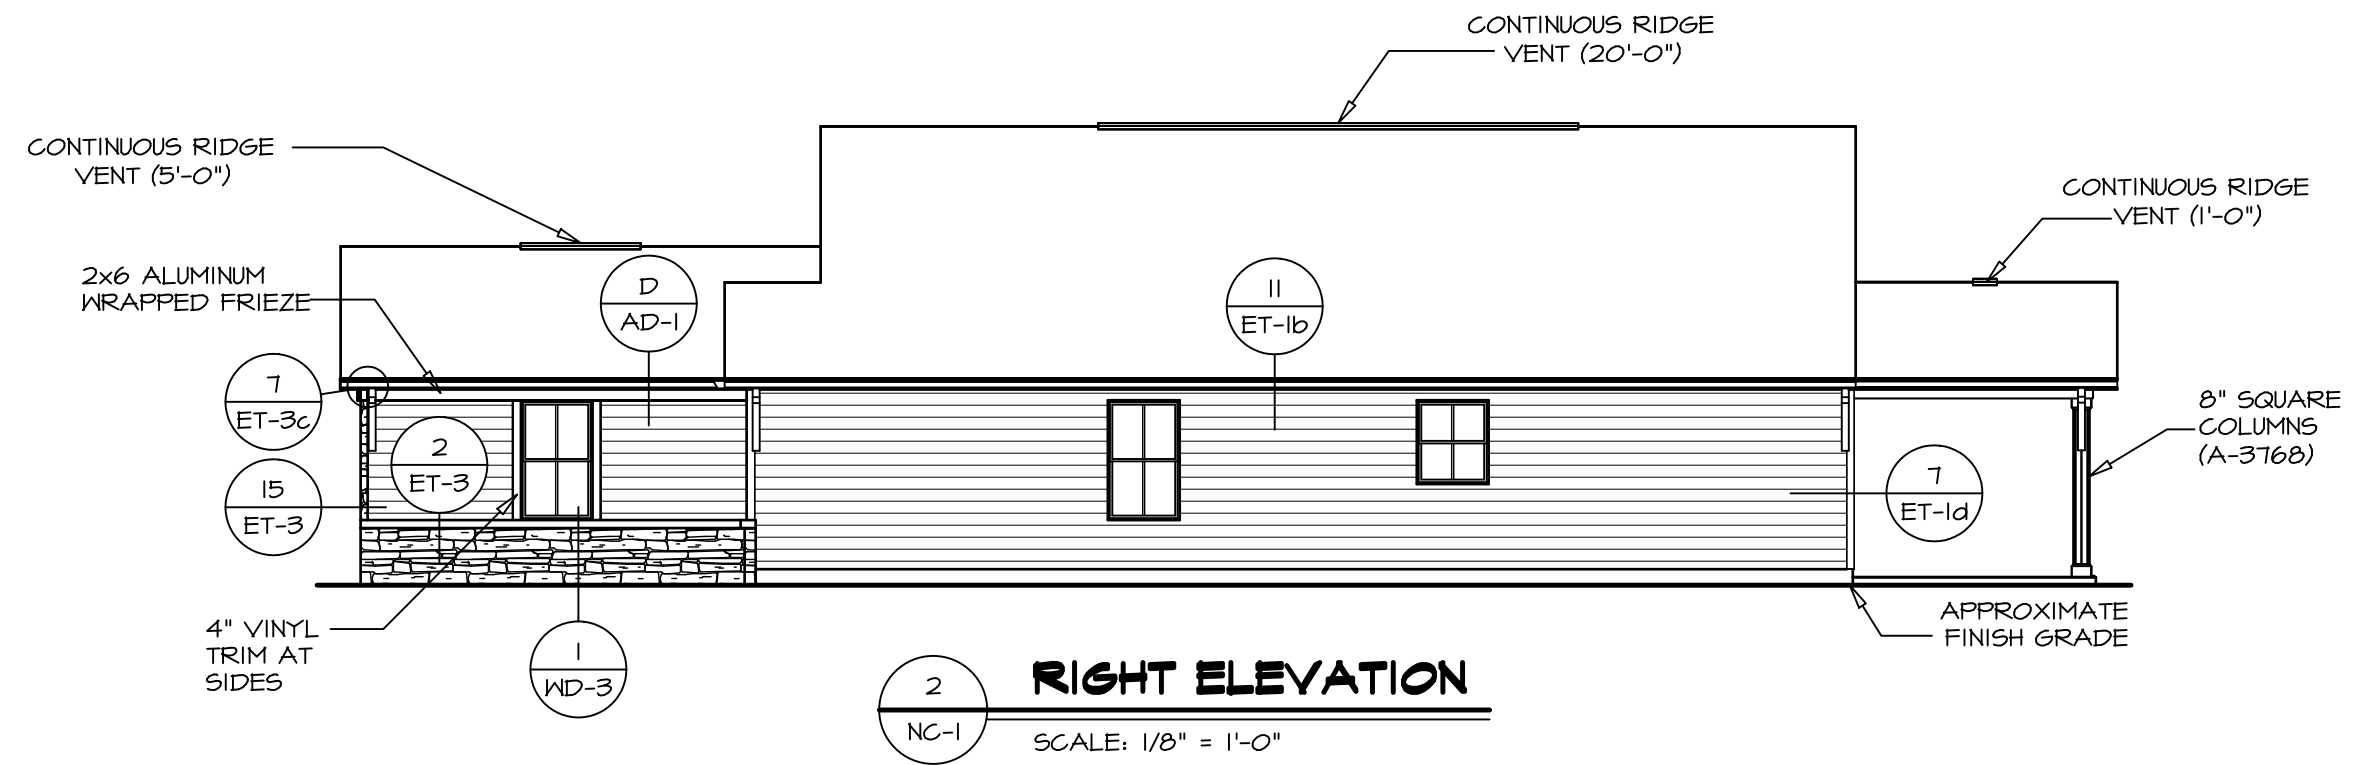 CONTINUOUS RIDGE
VENT (20'-0")
CONTINUOUS RIDGE
VENT (5'-0")
CONTINUOUS RIDGE
VENT (1'-0")
2x6 ALUMINUM
WRAPPED FRIEZE
D
AD-1
11
ET-1b
7
ET-3c
2
ET-3
15
ET-3
8" SQUARE
COLUMNS
(A-3768)
7
ET-1d
4" VINYL
TRIM AT
SIDES
1
WD-3
APPROXIMATE
FINISH GRADE
2
NC-1
RIGHT ELEVATION
SCALE: 1/8" = 1'-0"